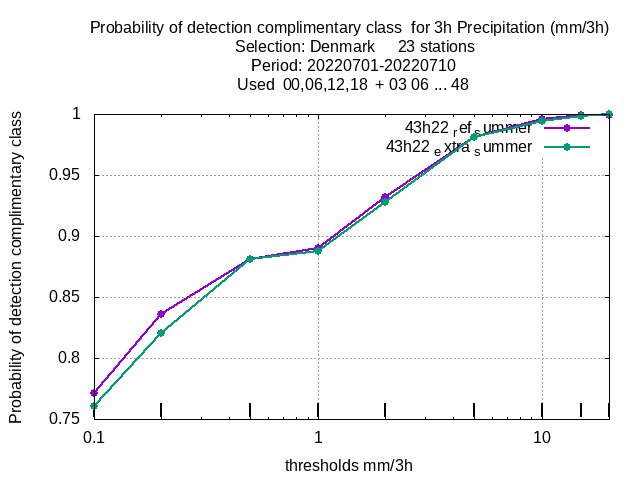 Probability of detection complimentary class  for 3h Precipitation (mm/3h)
Selection: Denmark     23 stations
Period: 20220701-20220710
Used  00,06,12,18  + 03 06 ... 48
Probability of detection complimentary class
1
0.95
0.9
0.85
0.8
0.75
43h22 ref summer
43h22 extra summer
0.1
1
10
thresholds mm/3h